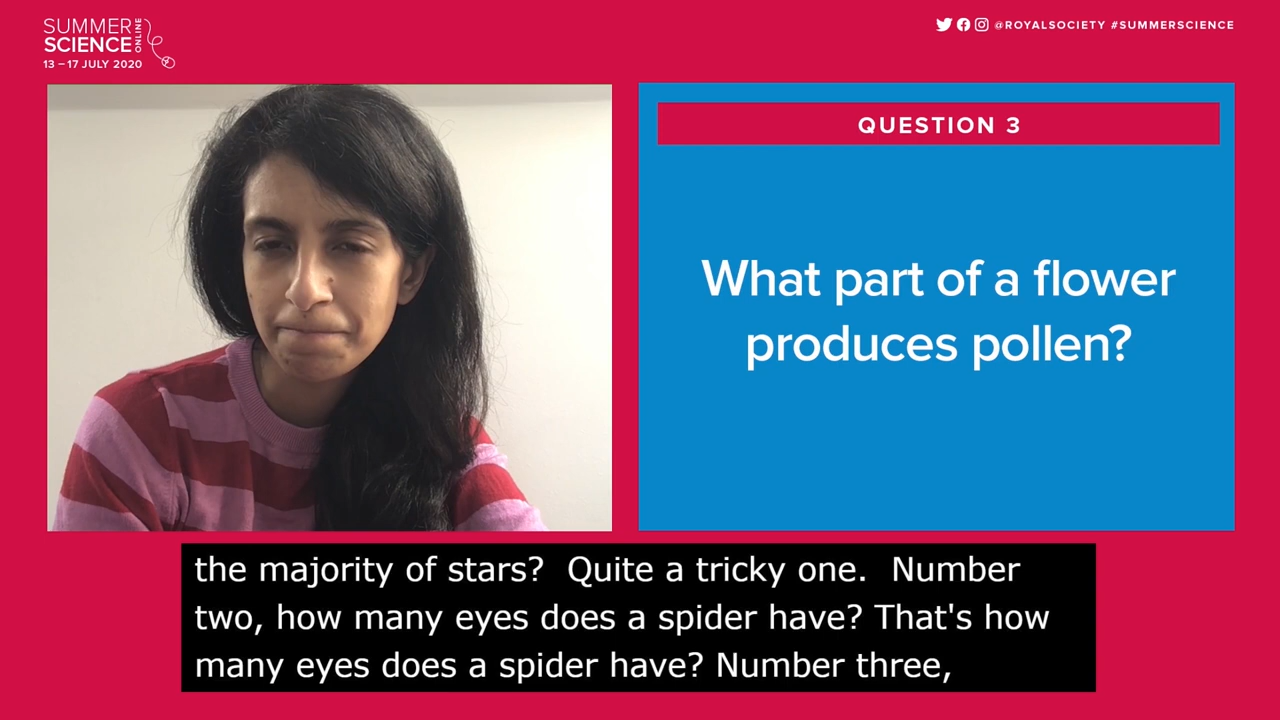 SUMMER
SCIENCE
ONLINE
13 – 17 JULY 2020
@ROYALSOCIETY #SUMMERSCIENCE
QUESTION 3
What part of a flower
produces pollen?
the majority of stars?  Quite a tricky one.  Number
two, how many eyes does a spider have? That's how
many eyes does a spider have? Number three,